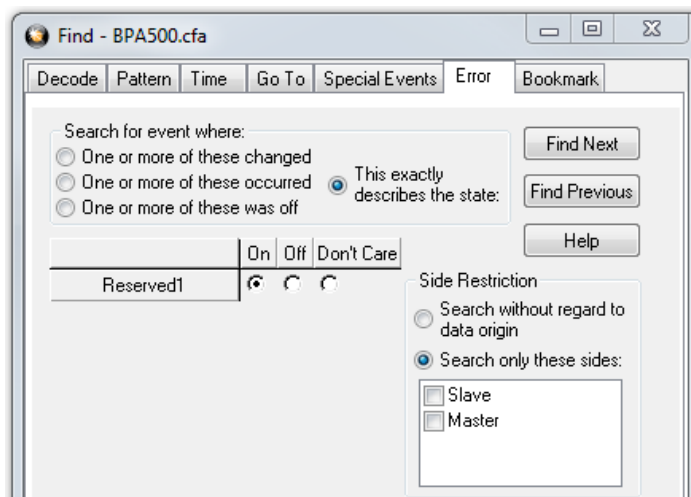 Find - BPA500.cfa
Decode Pattern Time Go To Special Events Error Bookmark
Search for event where:
One or more of these changed
One or more of these occurred
One or more of these was off
This exactly
describes the state:
Find Next
Find Previous
Help
On Off Don't Care
Reserved1
Side Restriction
Search without regard to
data origin
Search only these sides:
Slave
Master